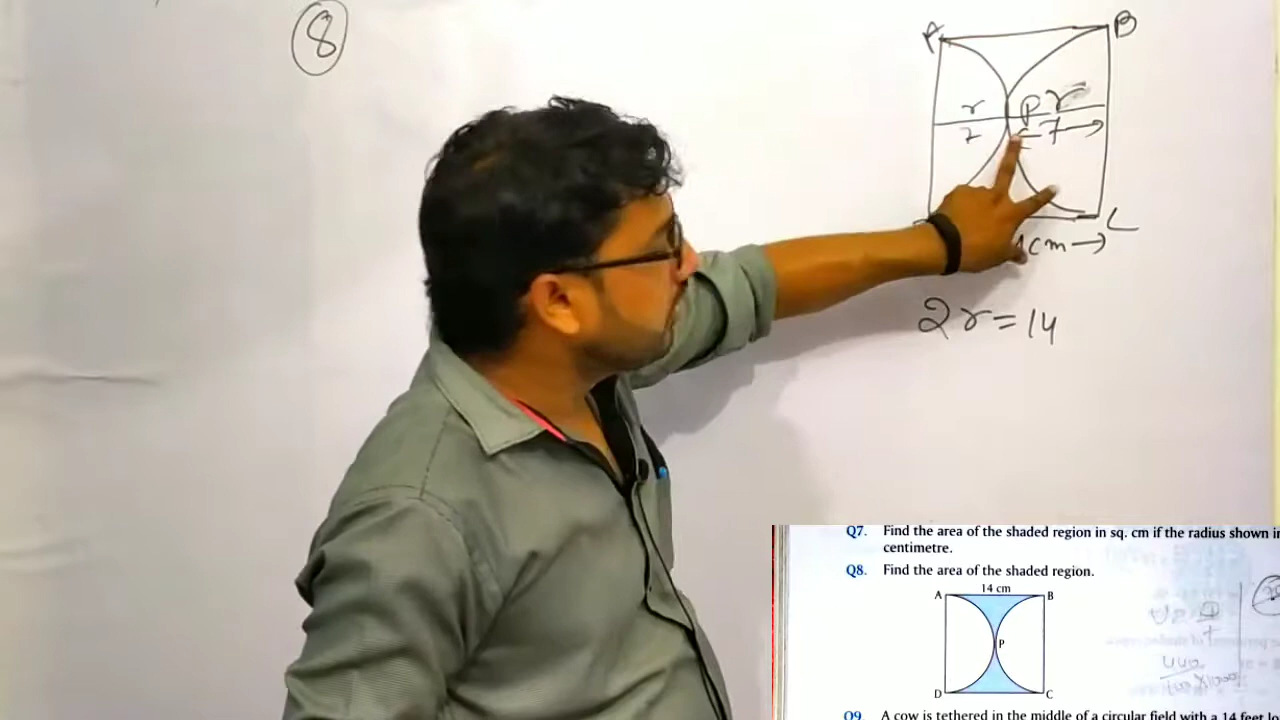 8
A
B
r
P
r
7
7
C
cm
2r=14
Q7. Find the area of the shaded region in sq. cm if the radius shown in
centimetre.
Q8. Find the area of the shaded region.
14 cm
A
B
P
D
C
Q9. A cow is tethered in the middle of a circular field with a 14 feet lo